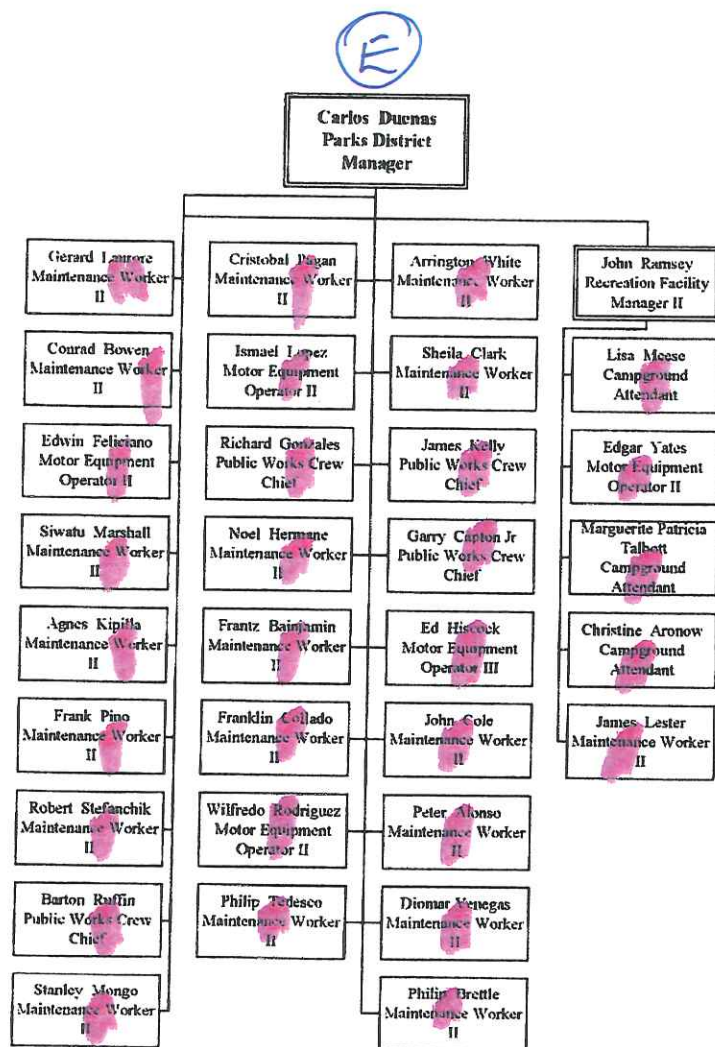 E
Carlos Duenas
Parks District
Manager
Gerard Laurore
Maintenance Worker
II
Conrad Bowen
Maintenance Worker
II
Edwin Feliciano
Motor Equipment
Operator II
Siwatu Marshall
Maintenance Worker
II
Agnes Kipilla
Maintenance Worker
II
Frank Pino
Maintenance Worker
II
Robert Stefanchik
Maintenance Worker
II
Barton Ruffin
Public Works Crew
Chief
Stanley Mongo
Maintenance Worker
II
Cristobal Pagan
Maintenance Worker
II
Ismael Lopez
Motor Equipment
Operator II
Richard Gonzales
Public Works Crew
Chief
Noel Hermane
Maintenance Worker
II
Frantz Bainjamin
Maintenance Worker
II
Franklin Collado
Maintenance Worker
II
Wilfredo Rodriguez
Motor Equipment
Operator II
Philip Tedesco
Maintenance Worker
II
Arrington White
Maintenance Worker
II
Sheila Clark
Maintenance Worker
II
James Kelly
Public Works Crew
Chief
Garry Capton Jr
Public Works Crew
Chief
Ed Hiscock
Motor Equipment
Operator III
John Cole
Maintenance Worker
II
Peter Alonso
Maintenance Worker
II
Diomar Venegas
Maintenance Worker
II
Philip Brettle
Maintenance Worker
II
John Ramsey
Recreation Facility
Manager II
Lisa Meese
Campground
Attendant
Edgar Yates
Motor Equipment
Operator II
Marguerite Patricia
Talbott
Campground
Attendant
Christine Aronow
Campground
Attendant
James Lester
Maintenance Worker
II